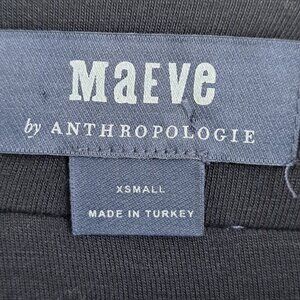 MaEVe
by ANTHROPOLOGIE
XSMALL
MADE IN TURKEY